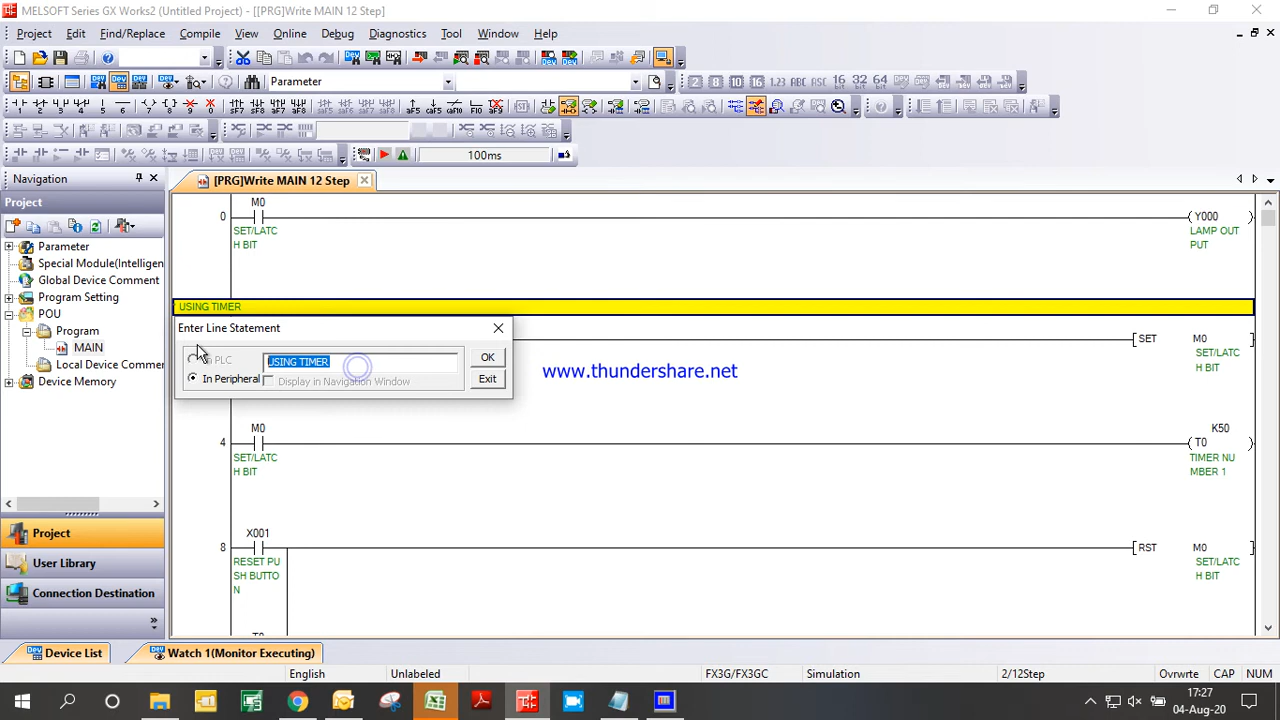 MELSOFT Series GX Works2 (Untitled Project) - [[PRG]Write MAIN 12 Step]
Project Edit Find/Replace Compile View Online Debug Diagnostics Tool Window Help
Parameter
100ms
Navigation
[PRG]Write MAIN 12 Step
Project
Parameter
Special Module(Intelligen
Global Device Comment
Program Setting
POU
Program
MAIN
Local Device Commer
Device Memory
Project
User Library
Connection Destination
M0
0
Y000
SET/LATC
H BIT
LAMP OUT
PUT
USING TIMER
Enter Line Statement
USING TIMER
OK
In Peripheral
Display in Navigation Window
Exit
SET M0
SET/LATC
H BIT
www.thundershare.net
M0
K50
4
T0
SET/LATC
H BIT
TIMER NU
MBER 1
X001
8
RST M0
RESET PU
SH BUTTO
N
SET/LATC
H BIT
Device List
Watch 1(Monitor Executing)
English Unlabeled FX3G/FX3GC Simulation 2/12Step Ovrwrte CAP NUM
17:27
04-Aug-20